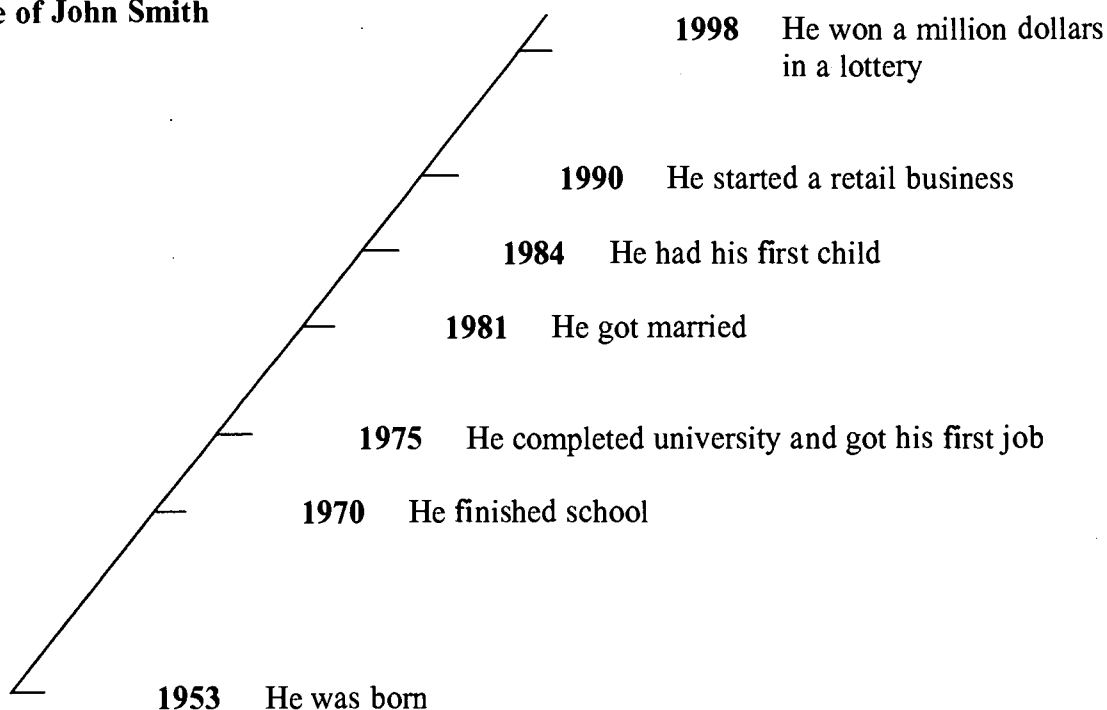 of John Smith
1998 He won a million dollars
in a lottery
1990 He started a retail business
1984 He had his first child
1981 He got married
1975 He completed university and got his first job
1970 He finished school
1953 He was born